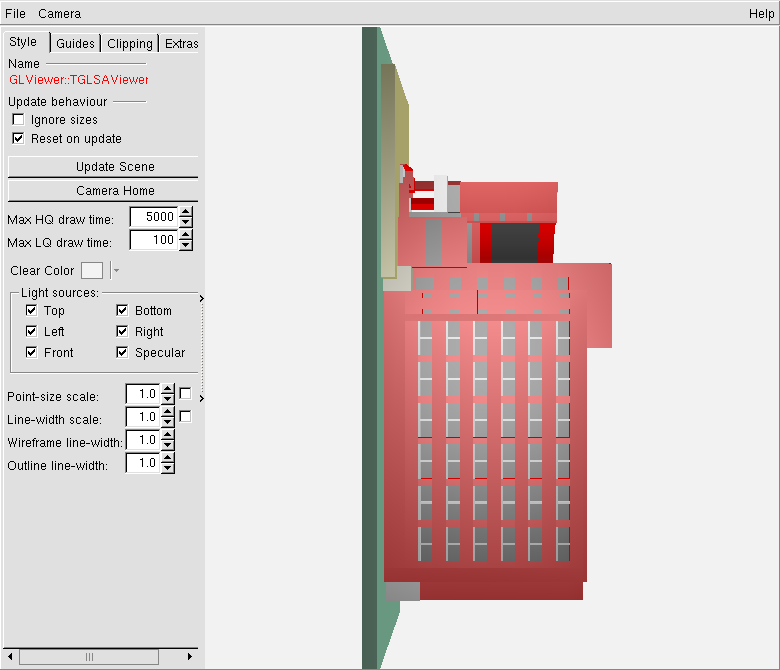 File Camera Help
Style Guides Clipping Extras
Name
GLViewer::TGLSAViewer
Update behaviour
Ignore sizes
Reset on update
Update Scene
Camera Home
Max HQ draw time: 5000
Max LQ draw time: 100
Clear Color
Light sources:
Top Bottom
Left Right
Front Specular
Point-size scale: 1.0
Line-width scale: 1.0
Wireframe line-width: 1.0
Outline line-width: 1.0